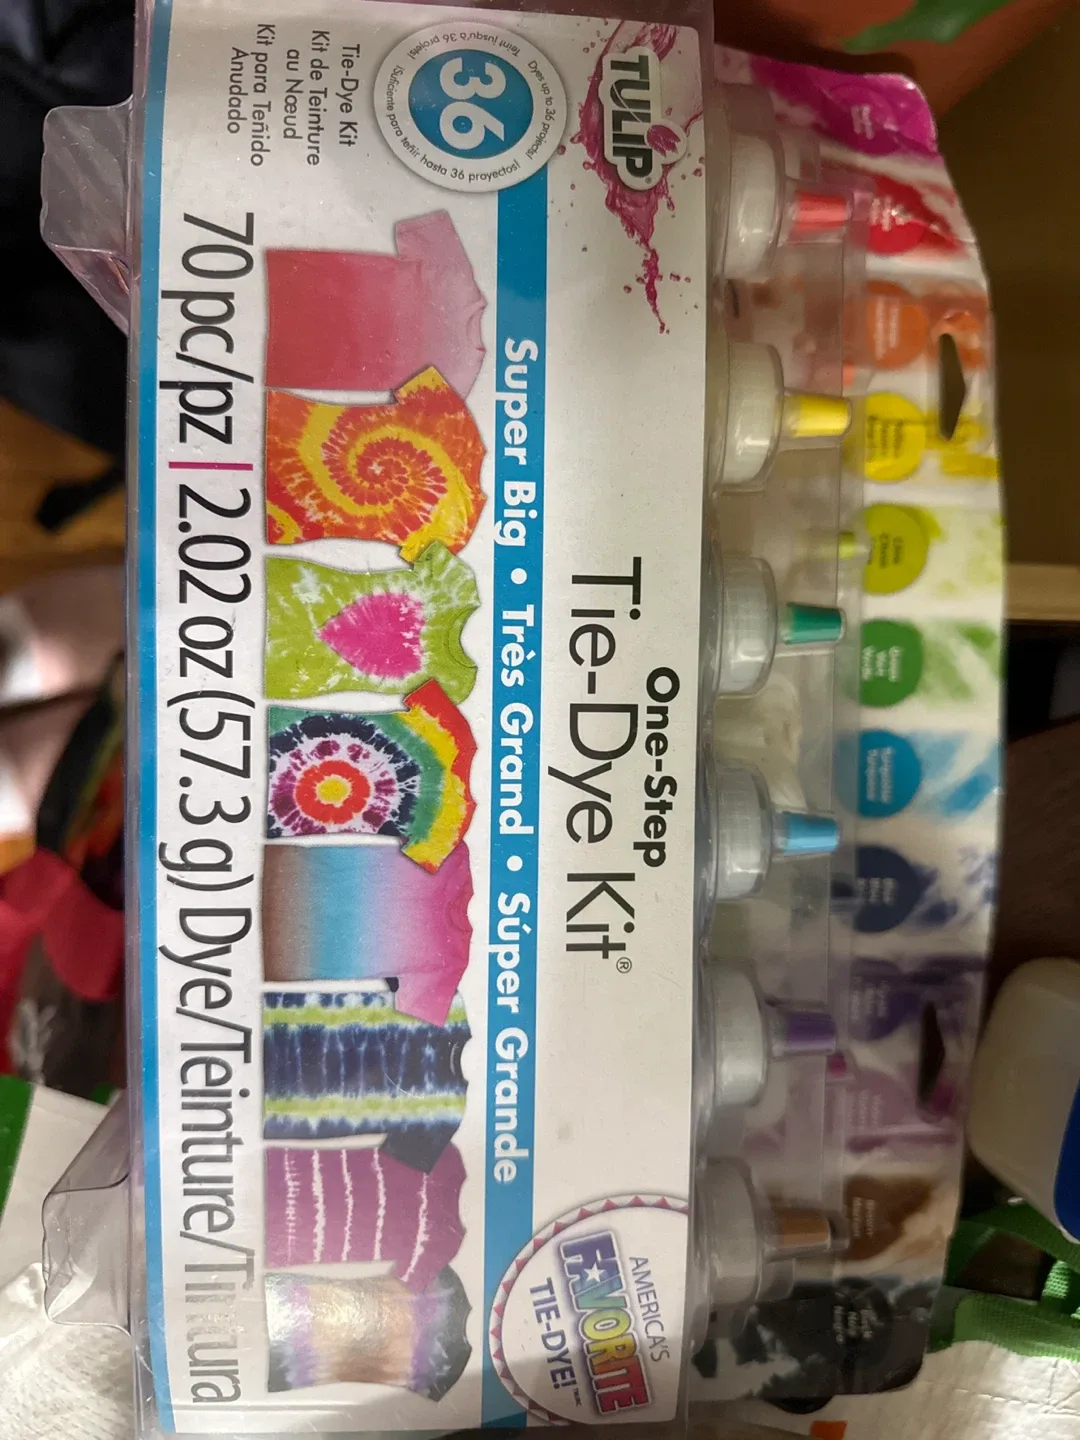 TULIP®
Dyes up to 36 projects!
Teint jusqu'à 36 projets!
¡Suficiente para teñir hasta 36 proyectos!
36
Tie-Dye Kit
Kit de Teinture
au Nœud
Kit para Teñido
Anudado
One-Step
Tie-Dye Kit®
Super Big • Très Grand • Súper Grande
AMERICA'S
FAVORITE
TIE-DYE!
70 pc/pz | 2.02 oz (57.3 g) Dye/Teinture/Tintura